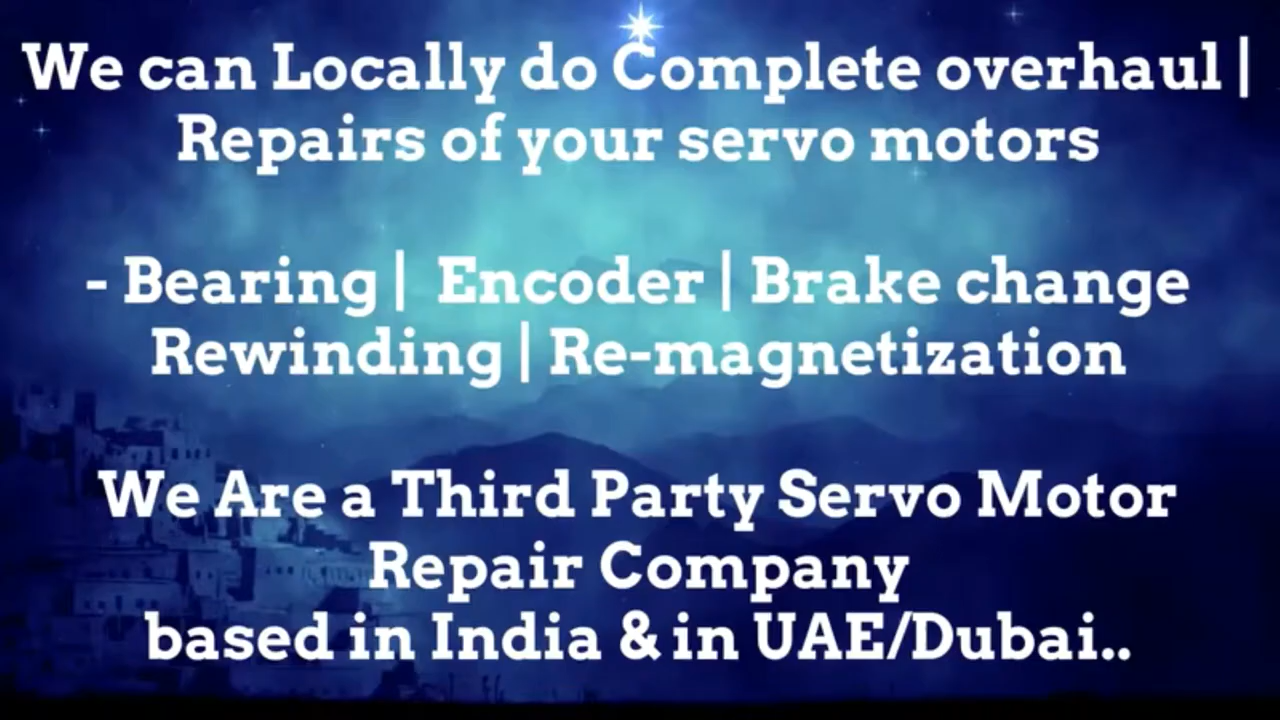 We can Locally do Complete overhaul |
Repairs of your servo motors
- Bearing | Encoder | Brake change
Rewinding | Re-magnetization
We Are a Third Party Servo Motor
Repair Company
based in India & in UAE/Dubai..